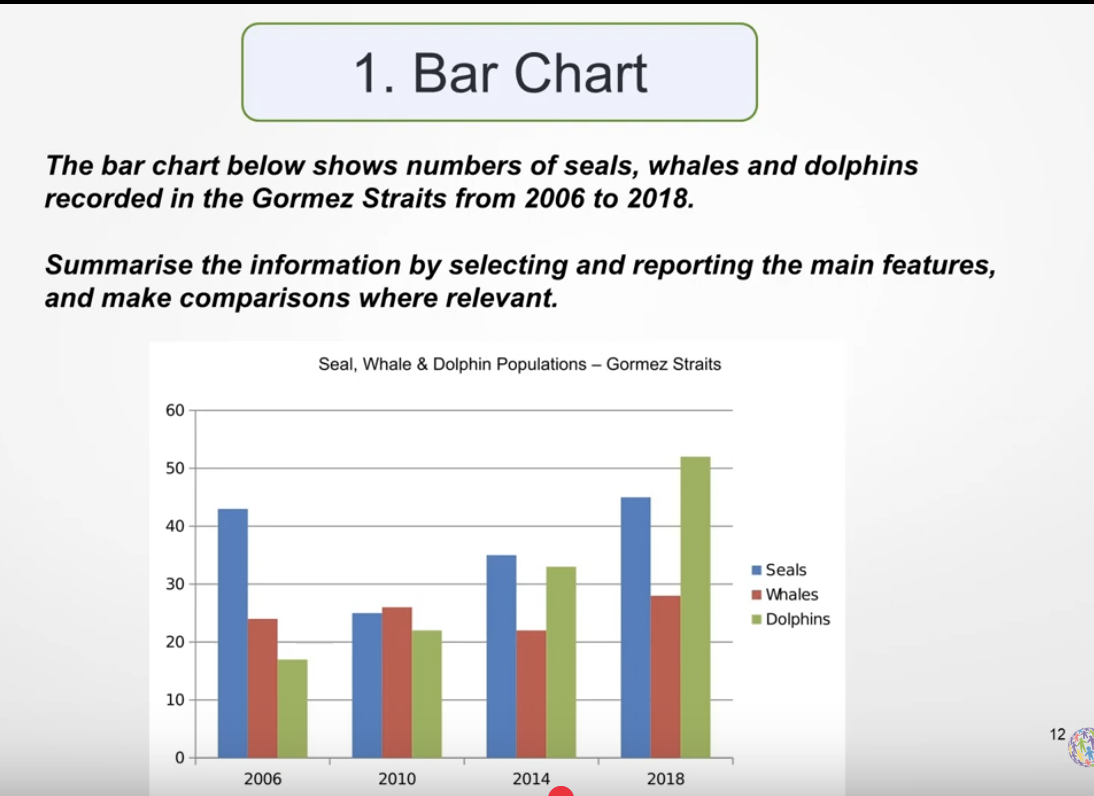 1. Bar Chart
The bar chart below shows numbers of seals, whales and dolphins
recorded in the Gormez Straits from 2006 to 2018.
Summarise the information by selecting and reporting the main features,
and make comparisons where relevant.
Seal, Whale & Dolphin Populations – Gormez Straits
60
50
40
30
20
10
0
2006 2010 2014 2018
Seals
Whales
Dolphins
12